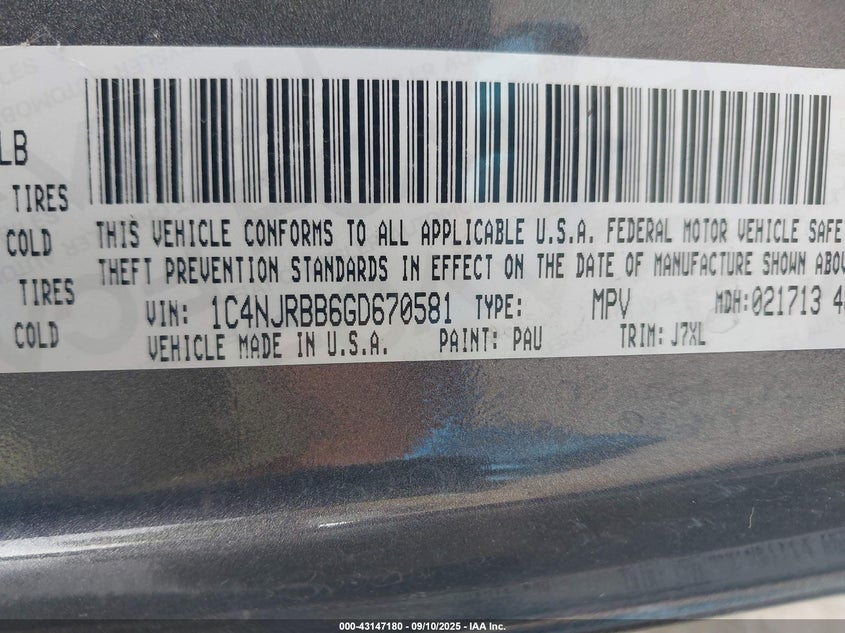 LB
TIRES
COLD
TIRES
COLD
THIS VEHICLE CONFORMS TO ALL APPLICABLE U.S.A. FEDERAL MOTOR VEHICLE SAFE
THEFT PREVENTION STANDARDS IN EFFECT ON THE DATE OF MANUFACTURE SHOWN ABOV
VIN: 1C4NJRBB6GD670581 TYPE: MPV MDH:021713 4
VEHICLE MADE IN U.S.A. PAINT: PAU TRIM: J7XL
000-43147180 - 09/10/2025 - IAA Inc.